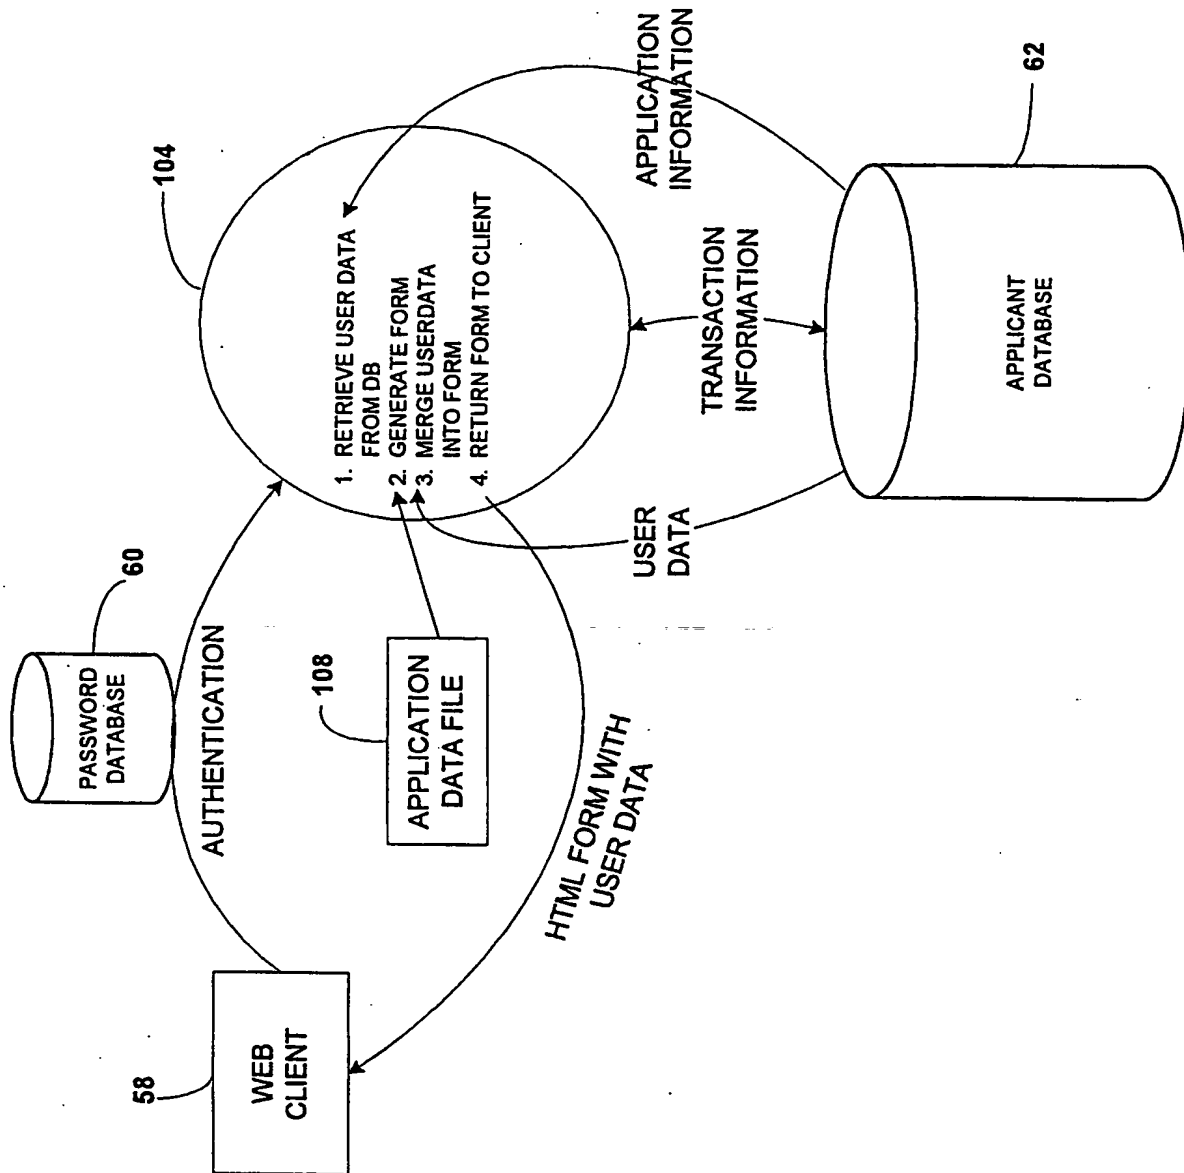 60
PASSWORD
DATABASE
AUTHENTICATION
104
1. RETRIEVE USER DATA
FROM DB
2. GENERATE FORM
3. MERGE USERDATA
INTO FORM
4. RETURN FORM TO CLIENT
58
WEB
CLIENT
108
APPLICATION
DATA FILE
HTML FORM WITH
USER DATA
USER
DATA
TRANSACTION
INFORMATION
APPLICATION
INFORMATION
62
APPLICANT
DATABASE